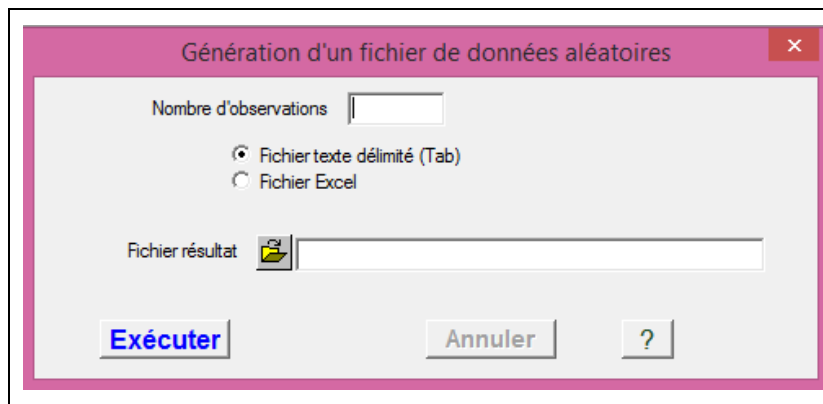 Génération d'un fichier de données aléatoires
Nombre d'observations
Fichier texte délimité (Tab)
Fichier Excel
Fichier résultat
Exécuter Annuler ?